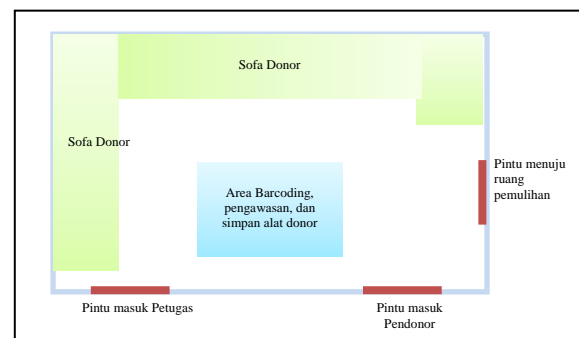 Sofa Donor
Sofa Donor
Pintu menuju
ruang
pemulihan
Area Barcoding,
pengawasan, dan
simpan alat donor
Pintu masuk Petugas
Pintu masuk
Pendonor